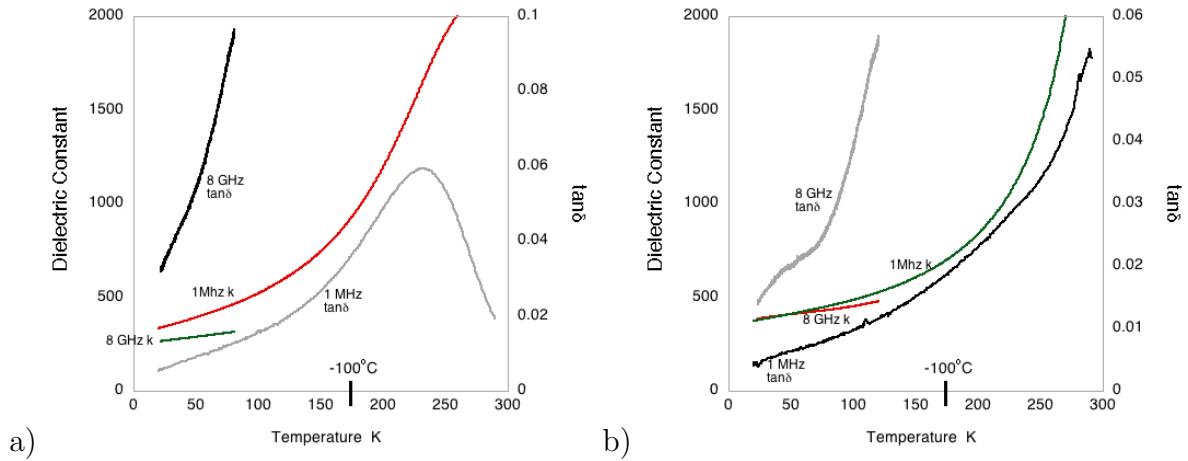 2000
1500
1000
500
0
Dielectric Constant
0.1
0.08
0.06
0.04
0.02
0
tanδ
8 GHz
tanδ
1Mhz k
1 MHz
tanδ
8 GHz k
-100°C
0 50 100 150 200 250 300
Temperature K
a)
2000
1500
1000
500
0
Dielectric Constant
0.06
0.05
0.04
0.03
0.02
0.01
0
tanδ
8 GHz
tanδ
1Mhz k
8 GHz k
1 MHz
tanδ
-100°C
0 50 100 150 200 250 300
Temperature K
b)